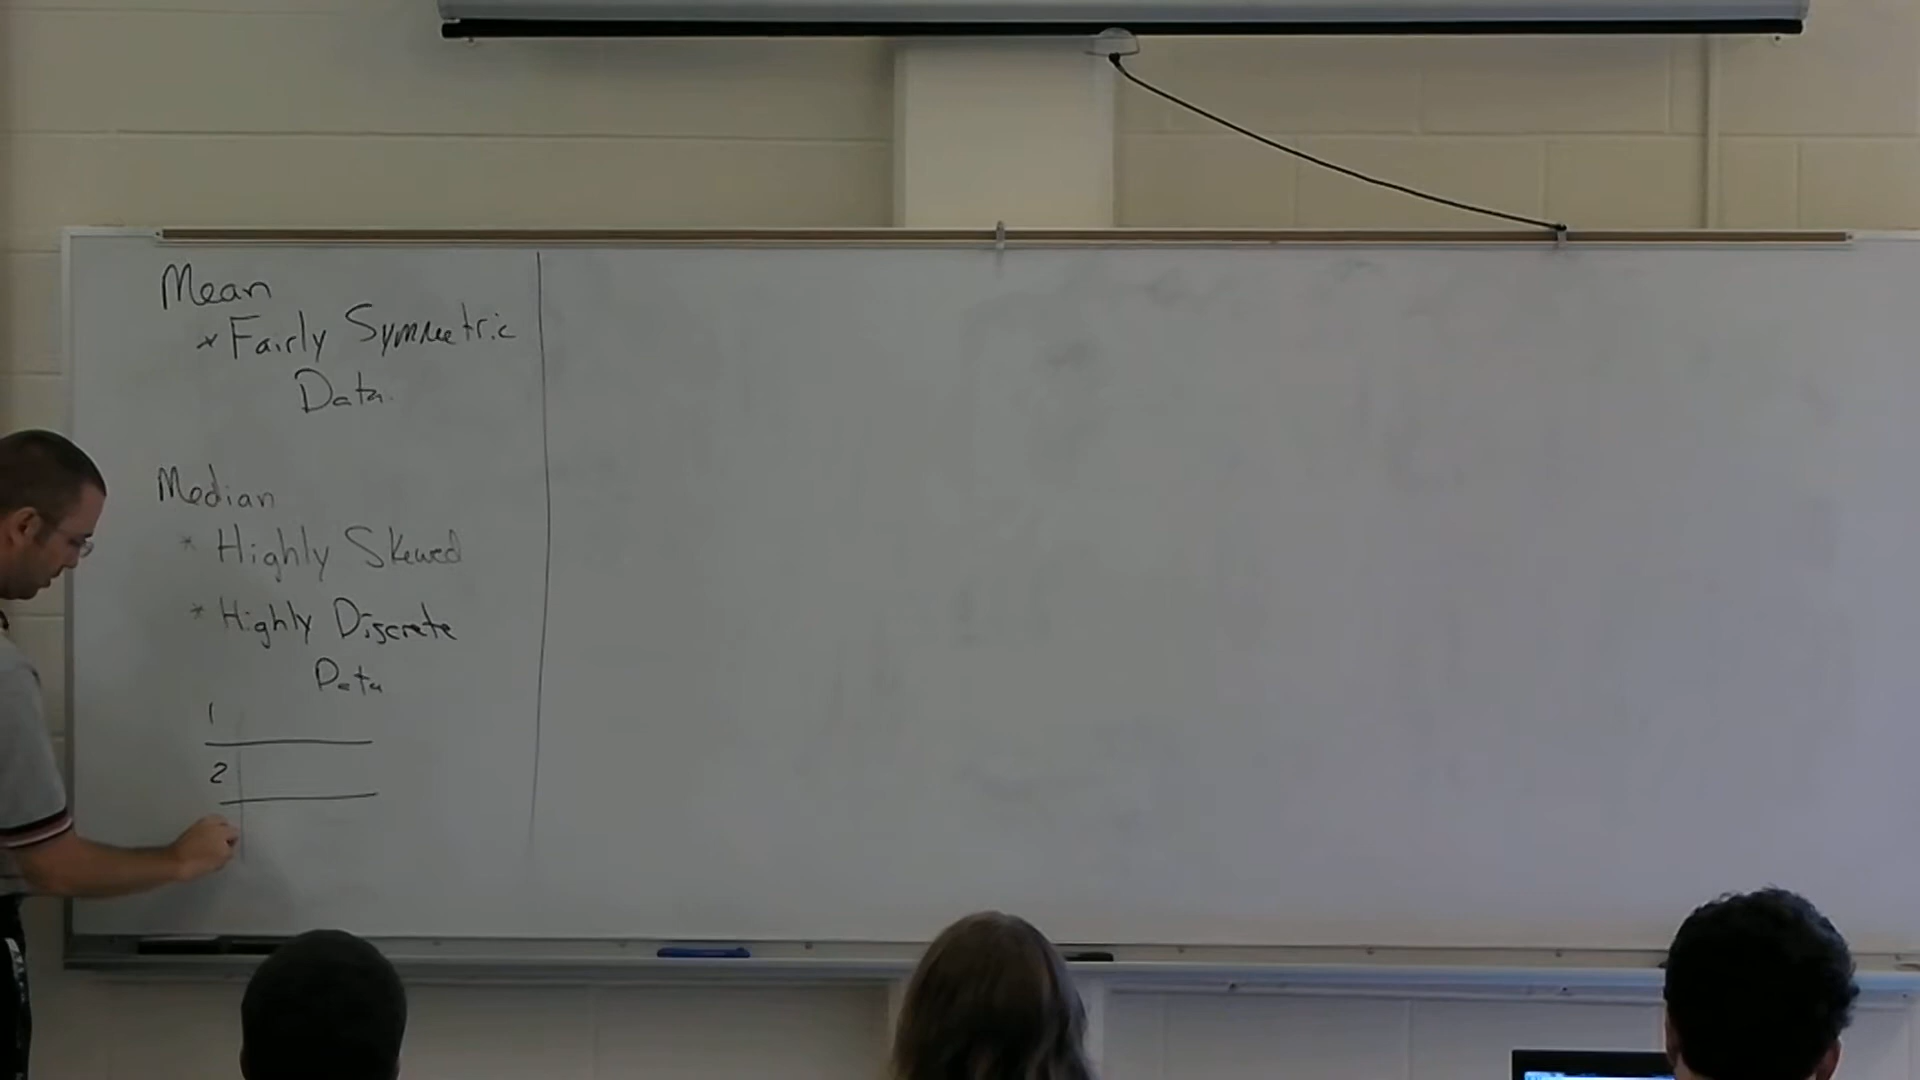 Mean
* Fairly Symmetric
Data.
Median
* Highly Skewed
* Highly Discrete
Data
1
2